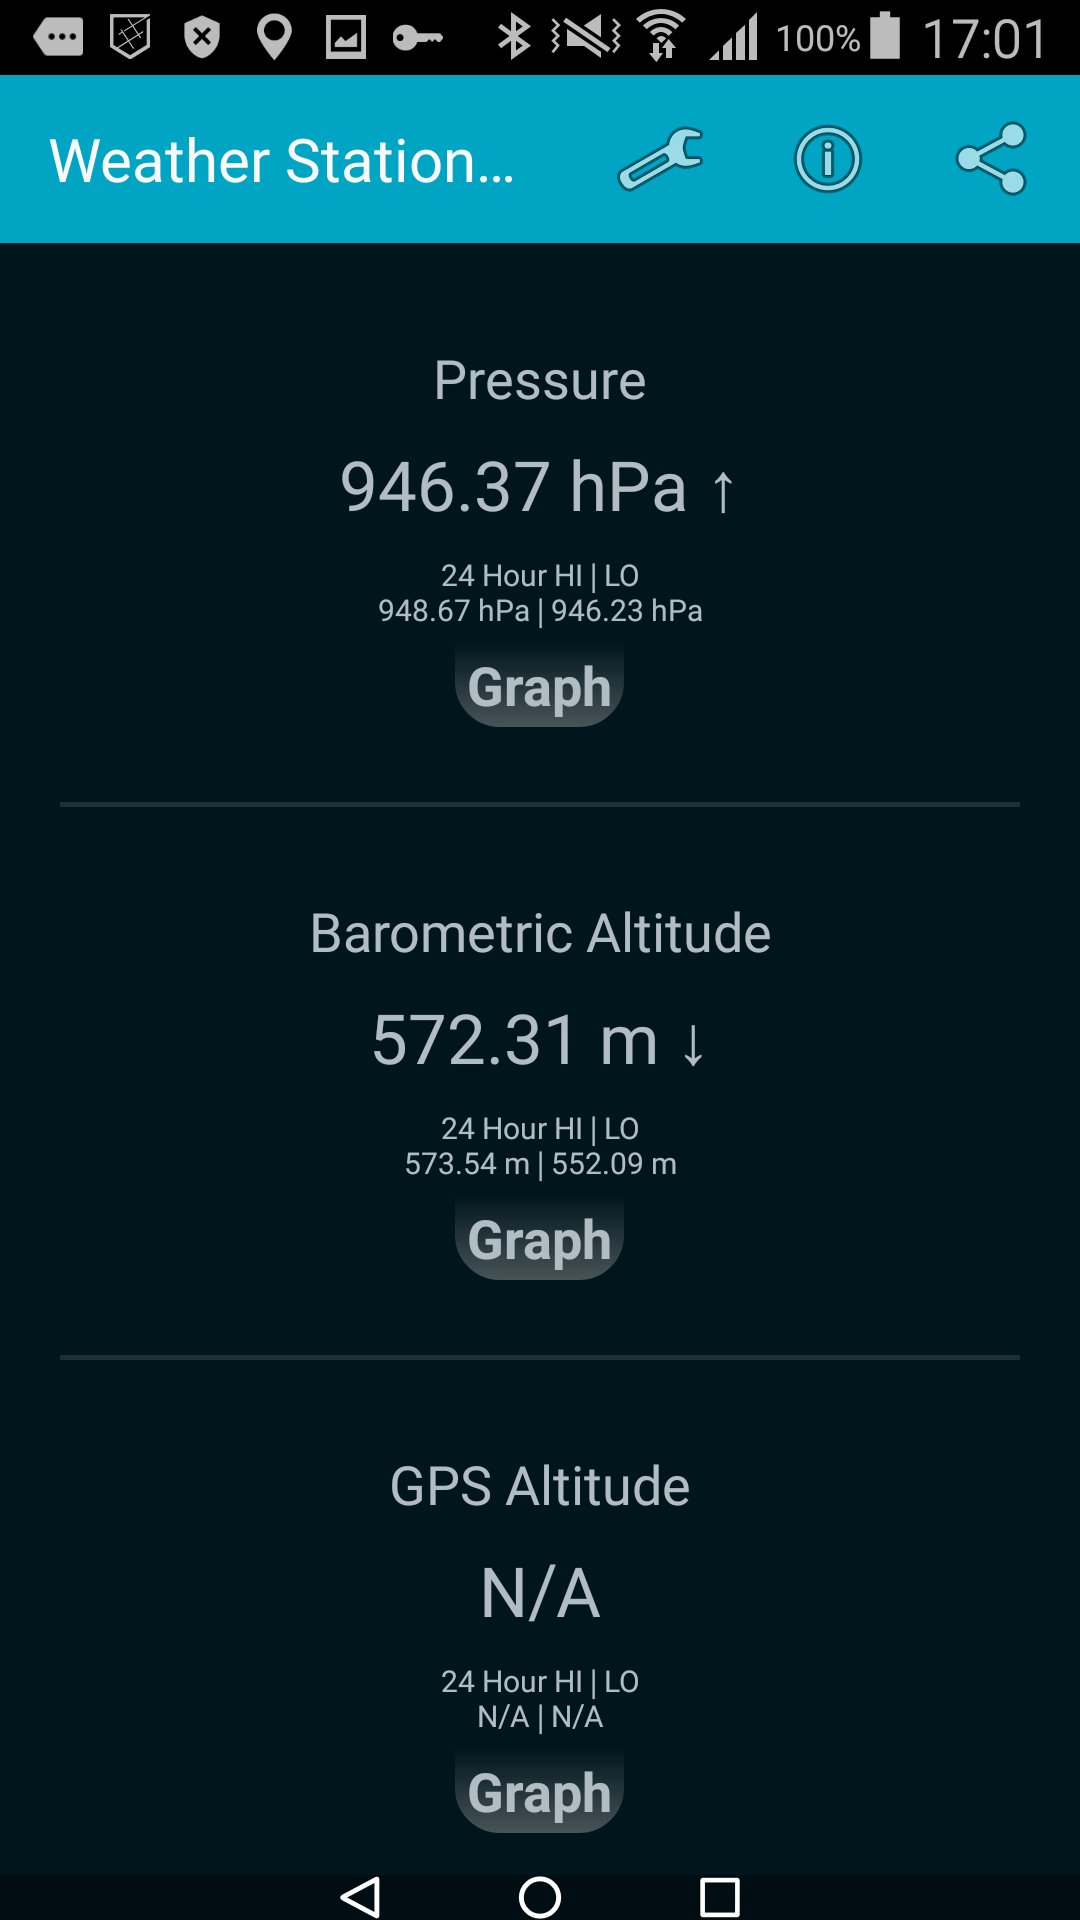 100% 17:01
Weather Station...
Pressure
946.37 hPa ↑
24 Hour HI | LO
948.67 hPa | 946.23 hPa
Graph
Barometric Altitude
572.31 m ↓
24 Hour HI | LO
573.54 m | 552.09 m
Graph
GPS Altitude
N/A
24 Hour HI | LO
N/A | N/A
Graph